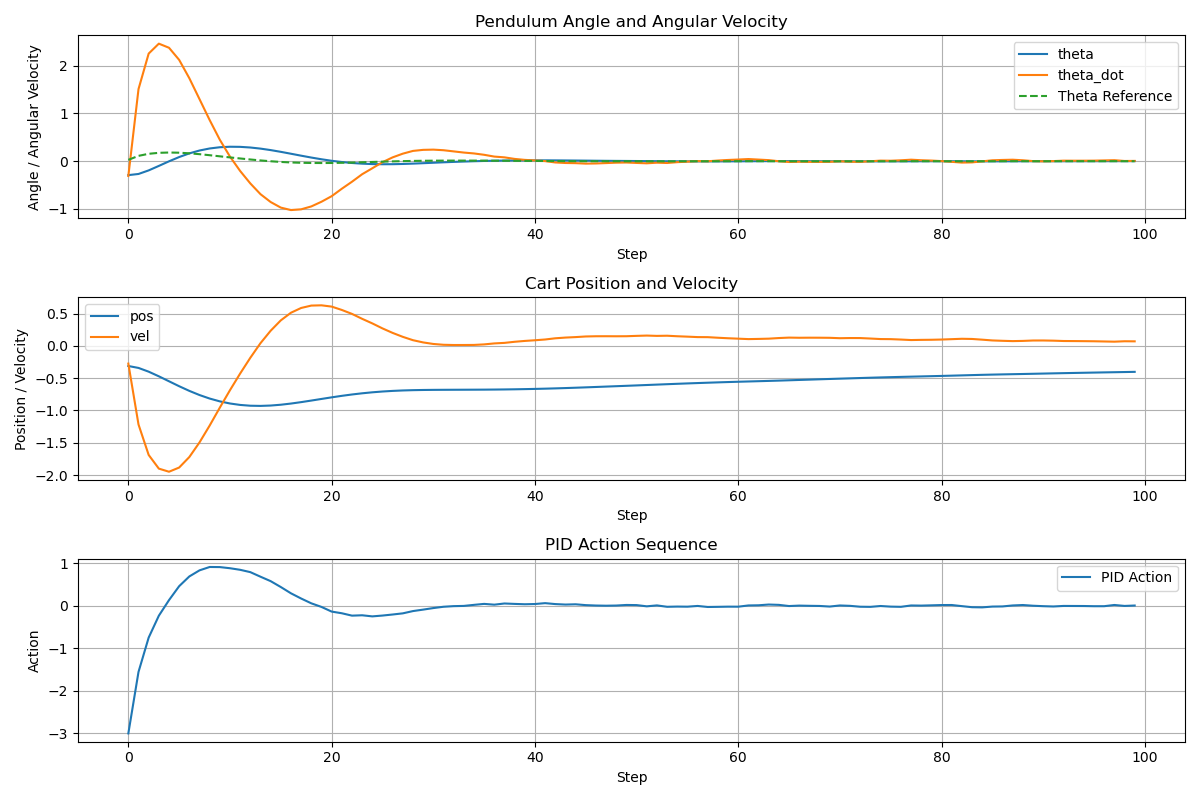 Pendulum Angle and Angular Velocity
Angle / Angular Velocity
2
1
0
−1
theta
theta_dot
Theta Reference
0 20 40 60 80 100
Step
Cart Position and Velocity
Position / Velocity
0.5
0.0
−0.5
−1.0
−1.5
−2.0
pos
vel
0 20 40 60 80 100
Step
PID Action Sequence
Action
1
0
−1
−2
−3
PID Action
0 20 40 60 80 100
Step